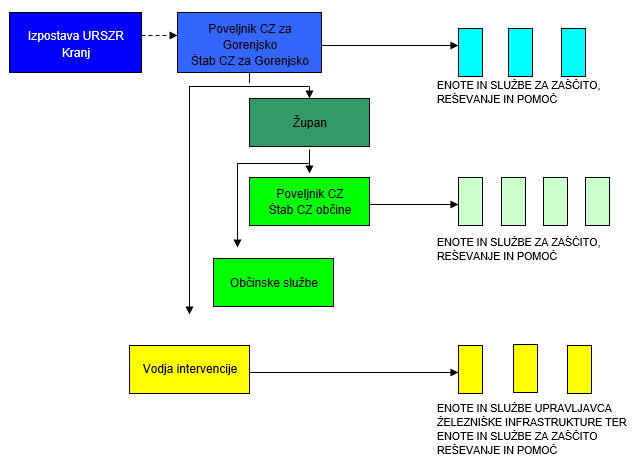 Izpostava URSZR
Kranj
Poveljnik CZ za
Gorenjsko
Štab CZ za Gorenjsko
ENOTE IN SLUŽBE ZA ZAŠČITO,
REŠEVANJE IN POMOČ
Župan
Poveljnik CZ
Štab CZ občine
ENOTE IN SLUŽBE ZA ZAŠČITO,
REŠEVANJE IN POMOČ
Občinske službe
Vodja intervencije
ENOTE IN SLUŽBE UPRAVLJAVCA
ŽELEZNIŠKE INFRASTRUKTURE TER
ENOTE IN SLUŽBE ZA ZAŠČITO
REŠEVANJE IN POMOČ